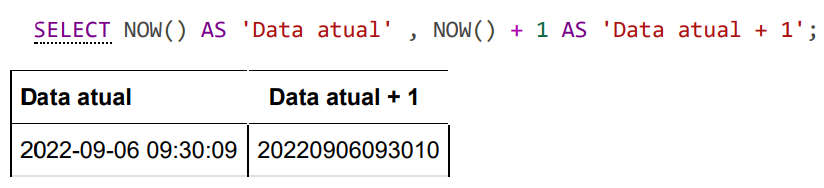 SELECT NOW() AS 'Data atual' , NOW() + 1 AS 'Data atual + 1';
Data atual Data atual + 1
2022-09-06 09:30:09 20220906093010